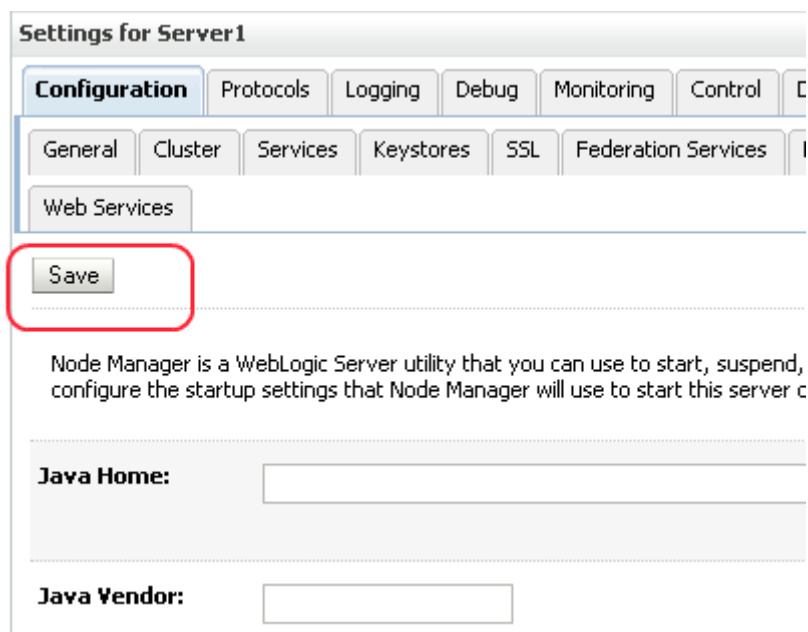 Settings for Server1
Configuration Protocols Logging Debug Monitoring Control
General Cluster Services Keystores SSL Federation Services
Web Services
Save
Node Manager is a WebLogic Server utility that you can use to start, suspend,
configure the startup settings that Node Manager will use to start this server
Java Home:
Java Vendor: